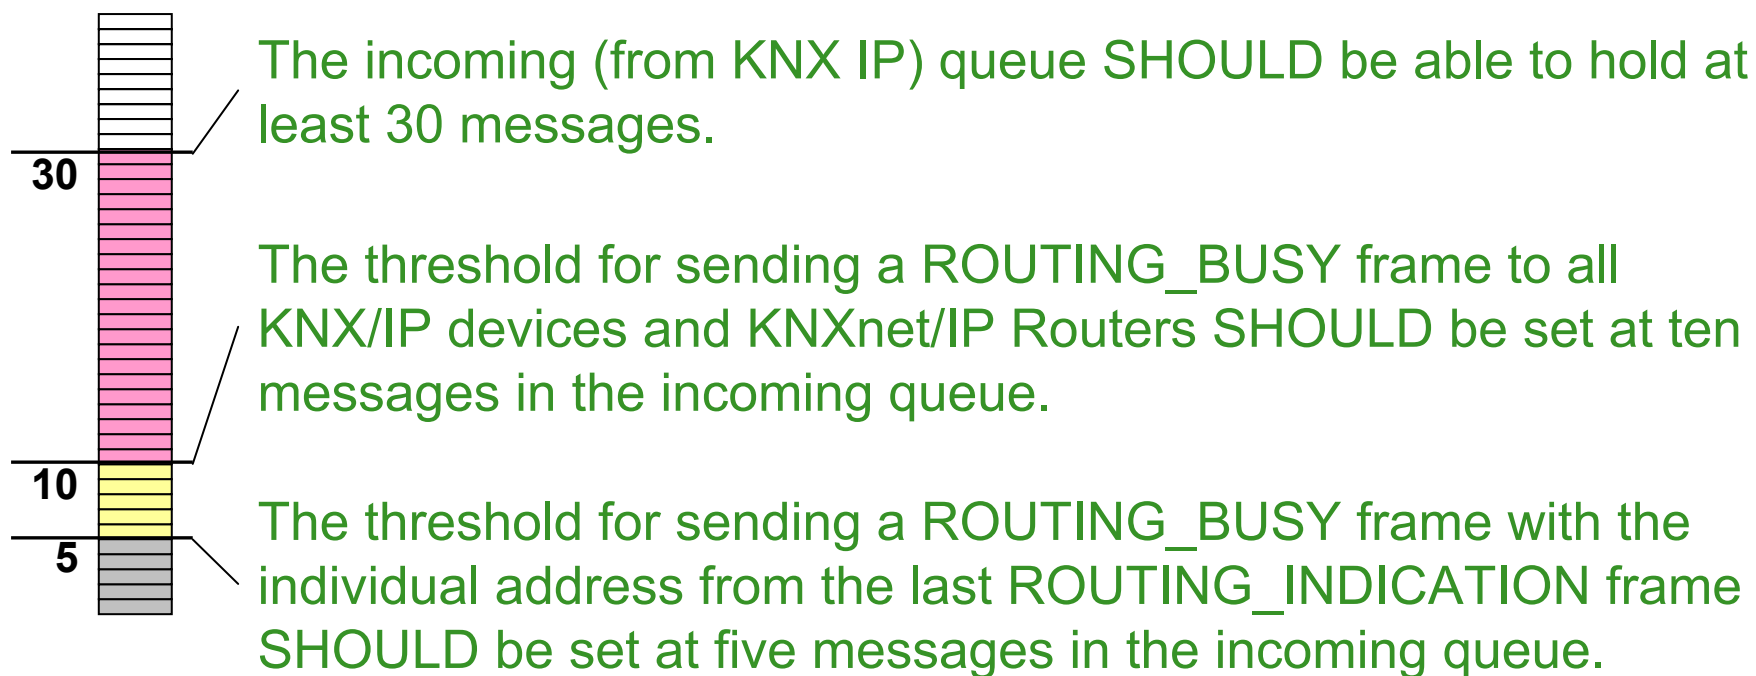 The incoming (from KNX IP) queue SHOULD be able to hold at
least 30 messages.
30
The threshold for sending a ROUTING_BUSY frame to all
KNX/IP devices and KNXnet/IP Routers SHOULD be set at ten
messages in the incoming queue.
10
The threshold for sending a ROUTING_BUSY frame with the
5
individual address from the last ROUTING_INDICATION frame
SHOULD be set at five messages in the incoming queue.